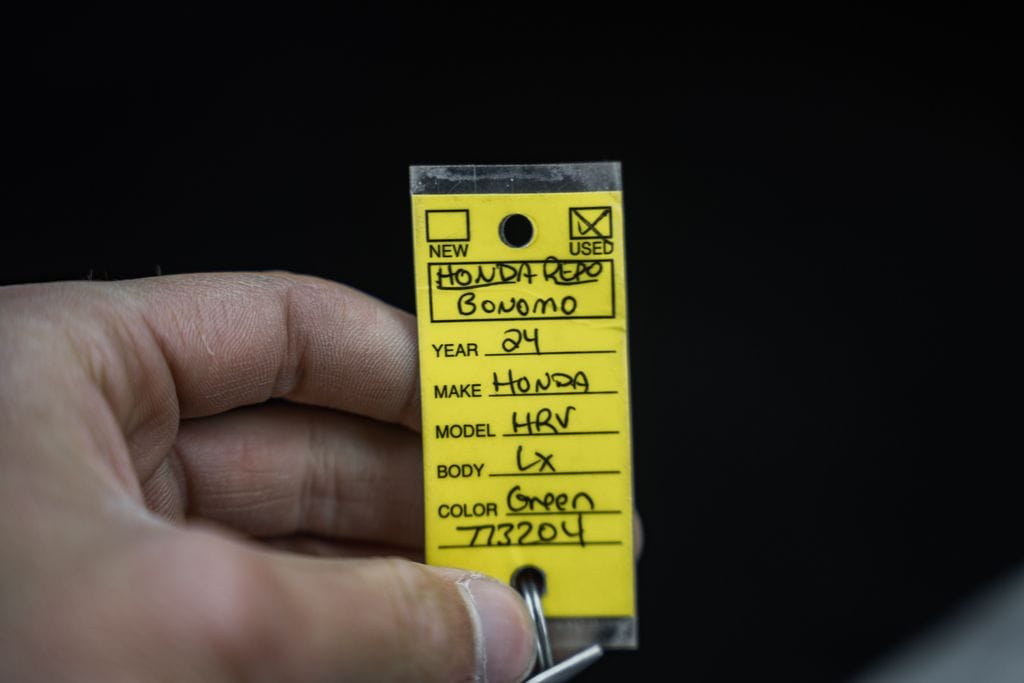 NEW USED
HONDA REPO
BONOMO
YEAR 24
MAKE HONDA
MODEL HRV
BODY LX
COLOR Green
773204